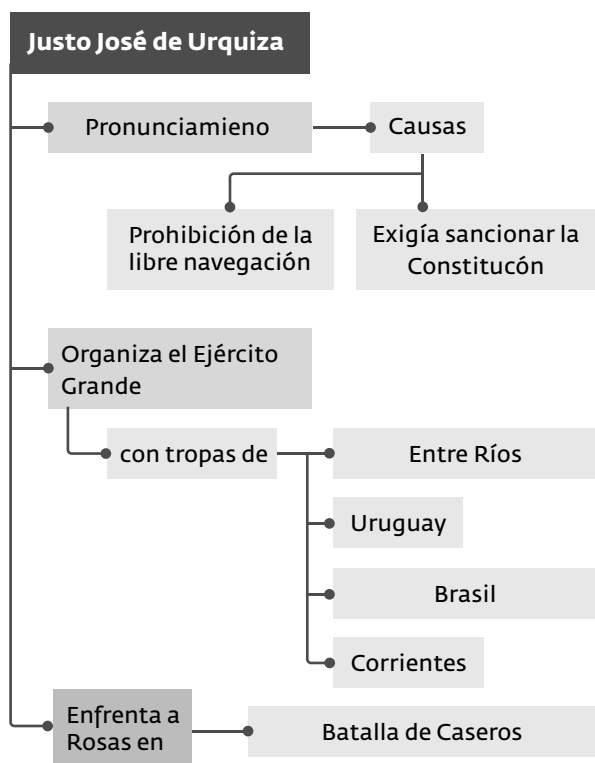 Justo José de Urquiza
Pronunciamieno
Causas
Prohibición de la
libre navegación
Exigía sancionar la
Constitucón
Organiza el Ejército
Grande
con tropas de
Entre Ríos
Uruguay
Brasil
Corrientes
Enfrenta a
Rosas en
Batalla de Caseros